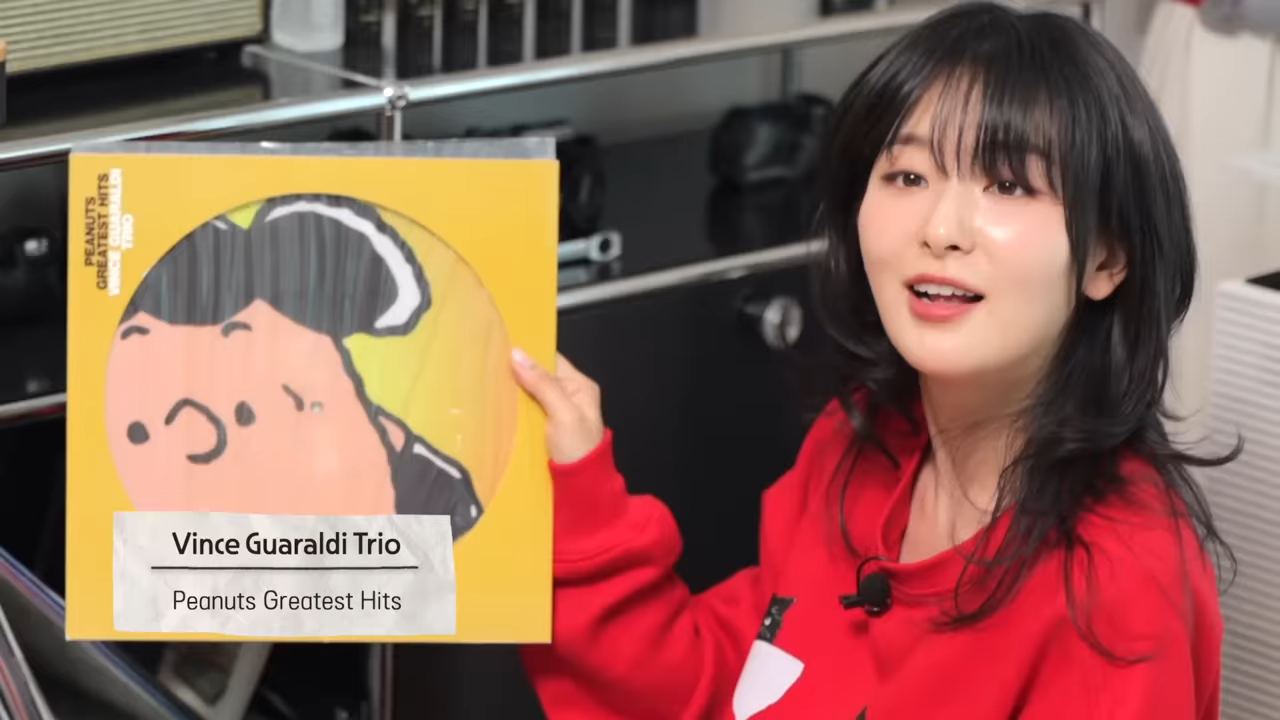 PEANUTS
GREATEST HITS
VINCE GUARALDI
TRIO
Vince Guaraldi Trio
Peanuts Greatest Hits